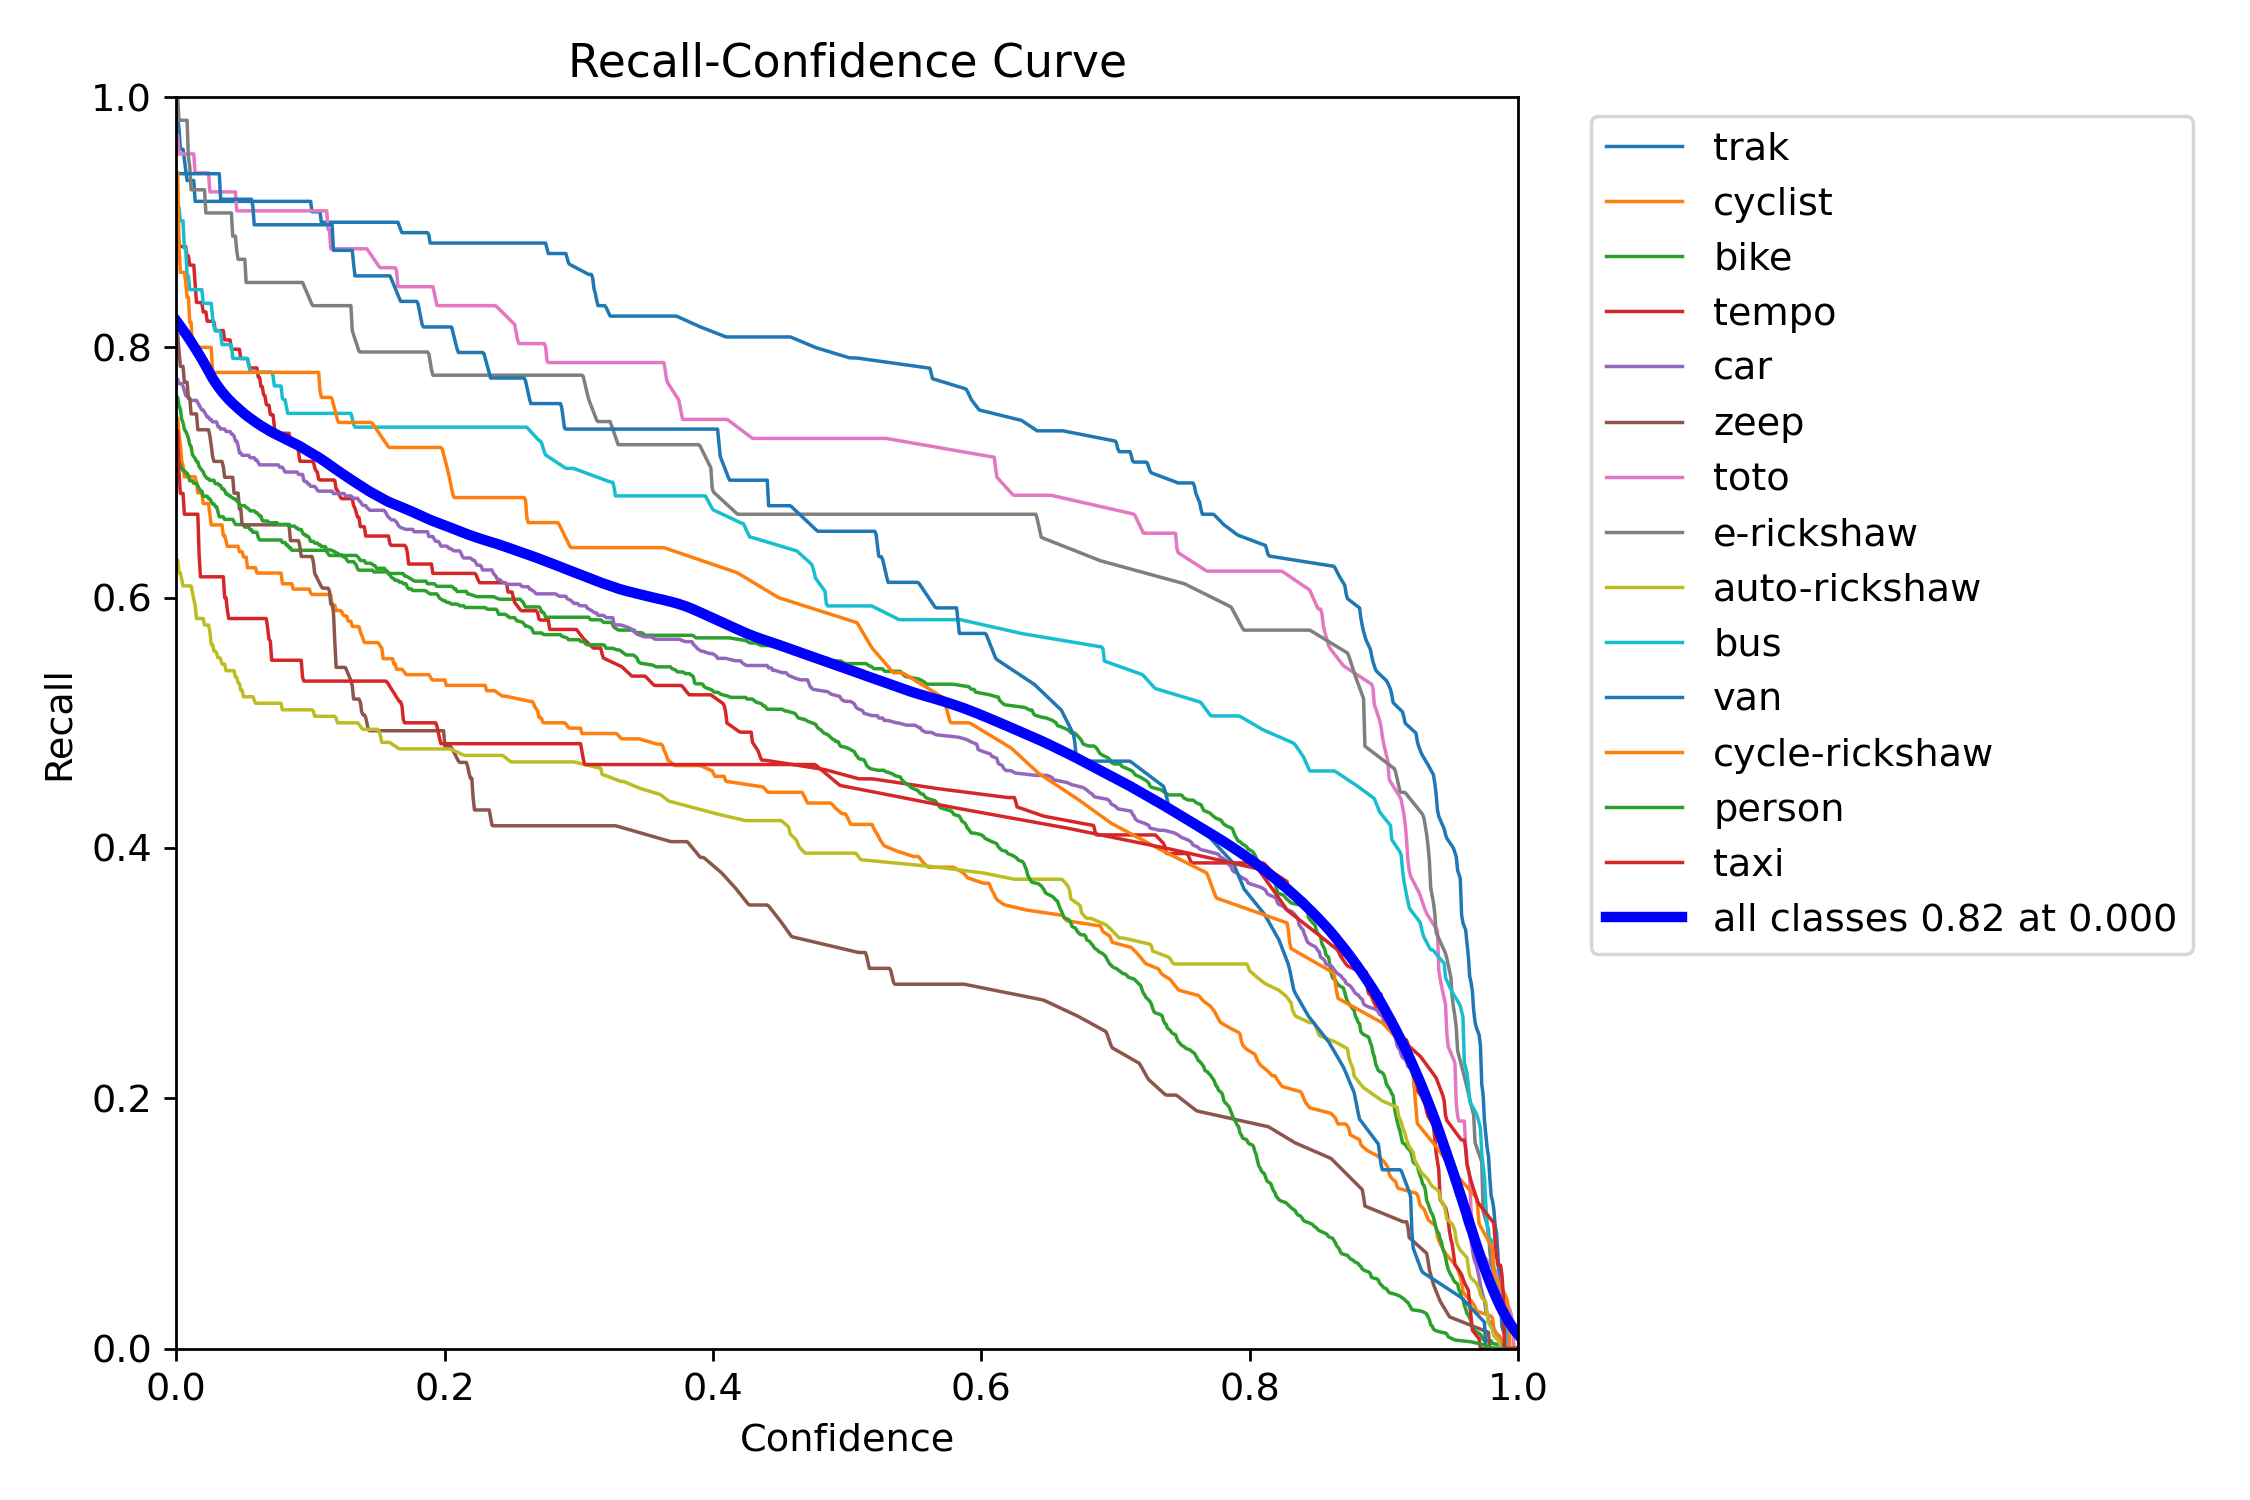 Recall-Confidence Curve
1.0
0.8
0.6
0.4
0.2
0.0
Recall
0.0 0.2 0.4 0.6 0.8 1.0
Confidence
trak
cyclist
bike
tempo
car
zeep
toto
e-rickshaw
auto-rickshaw
bus
van
cycle-rickshaw
person
taxi
all classes 0.82 at 0.000